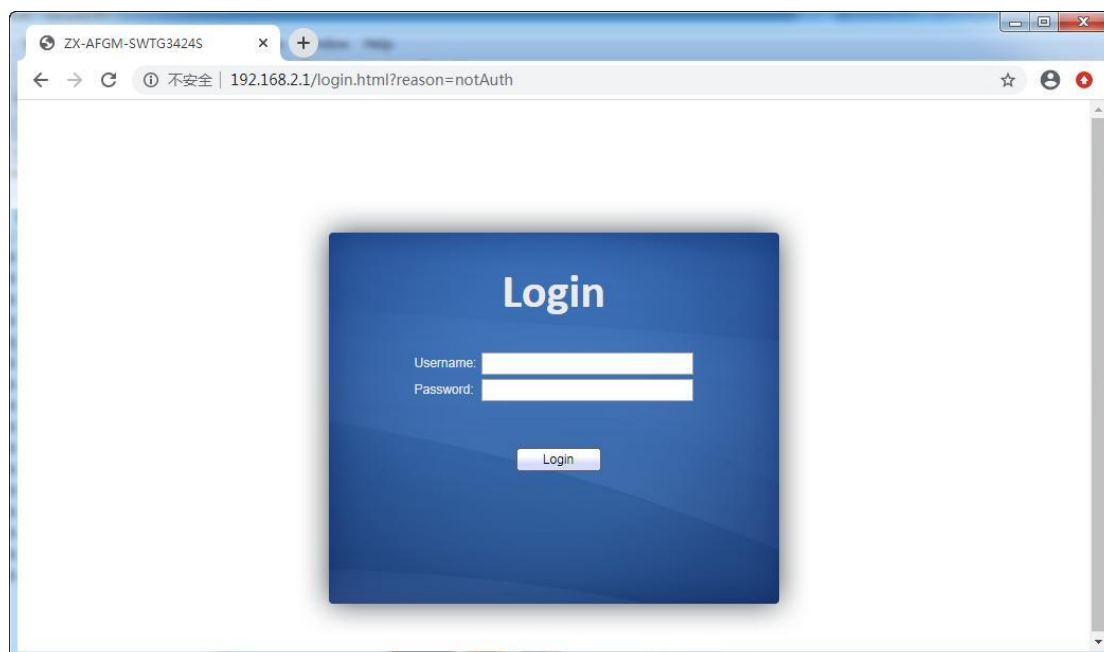 ZX-AFGM-SWTG3424S
不安全 | 192.168.2.1/login.html?reason=notAuth
Login
Username:
Password:
Login